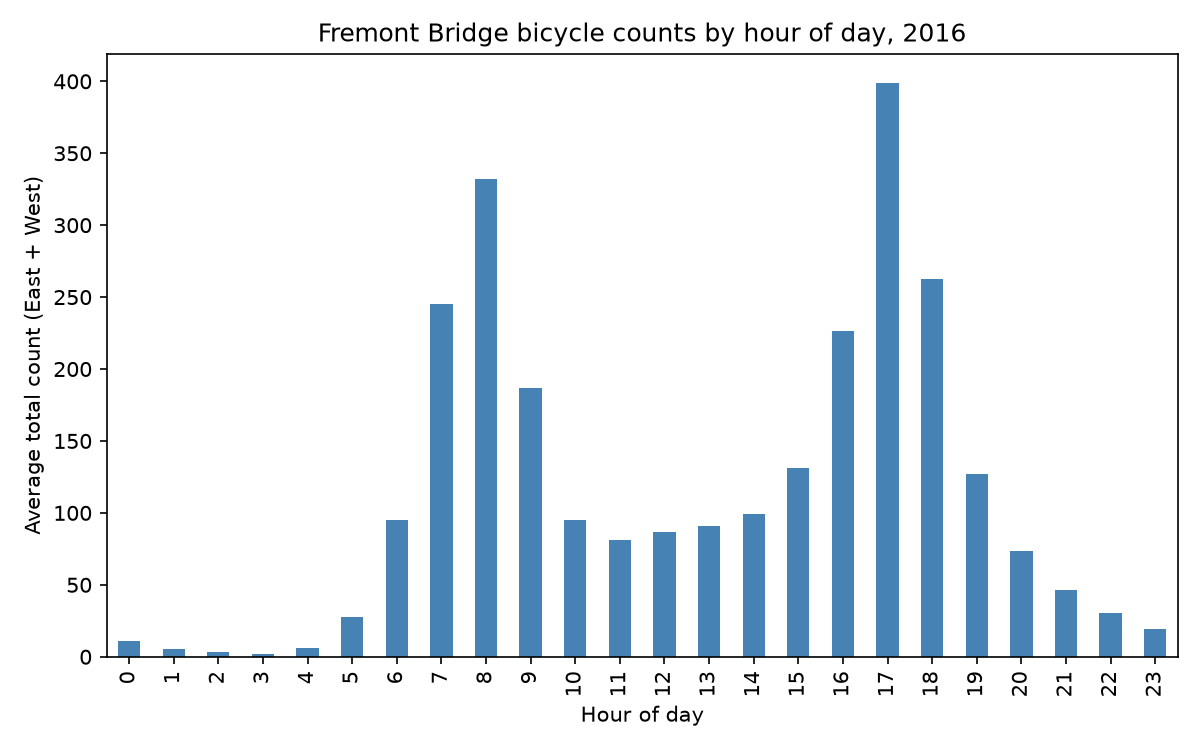 Fremont Bridge bicycle counts by hour of day, 2016
Average total count (East + West)
400
350
300
250
200
150
100
50
0
0 1 2 3 4 5 6 7 8 9 10 11 12 13 14 15 16 17 18 19 20 21 22 23
Hour of day